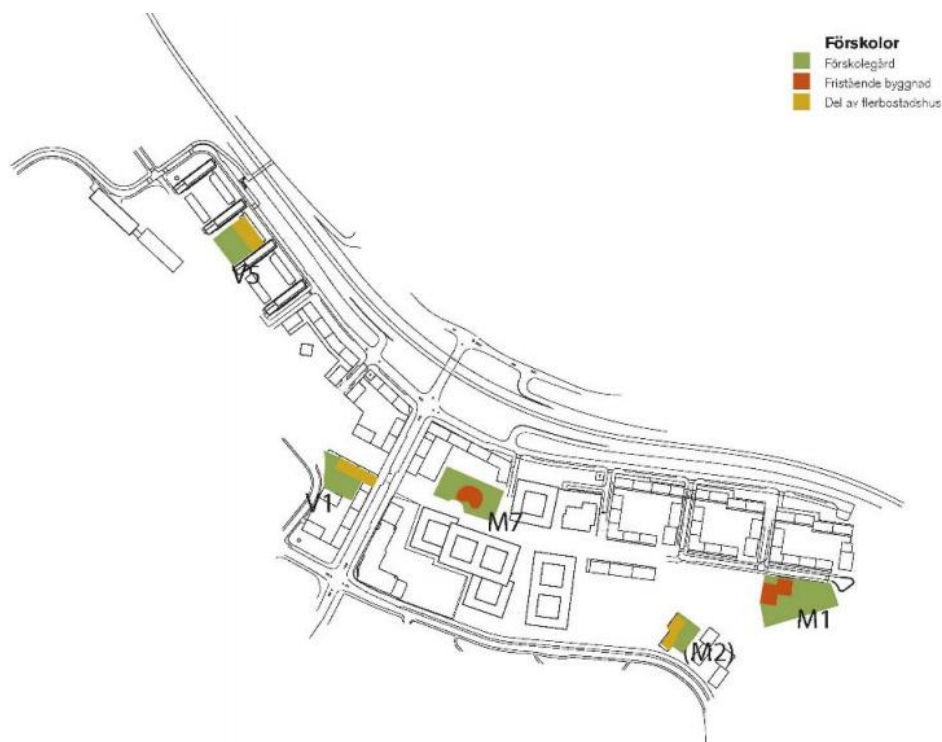 Förskolor
Förskolegård
Fristående byggnad
Del av flerbostadshus
V5
V1
M7
M1
(M2)